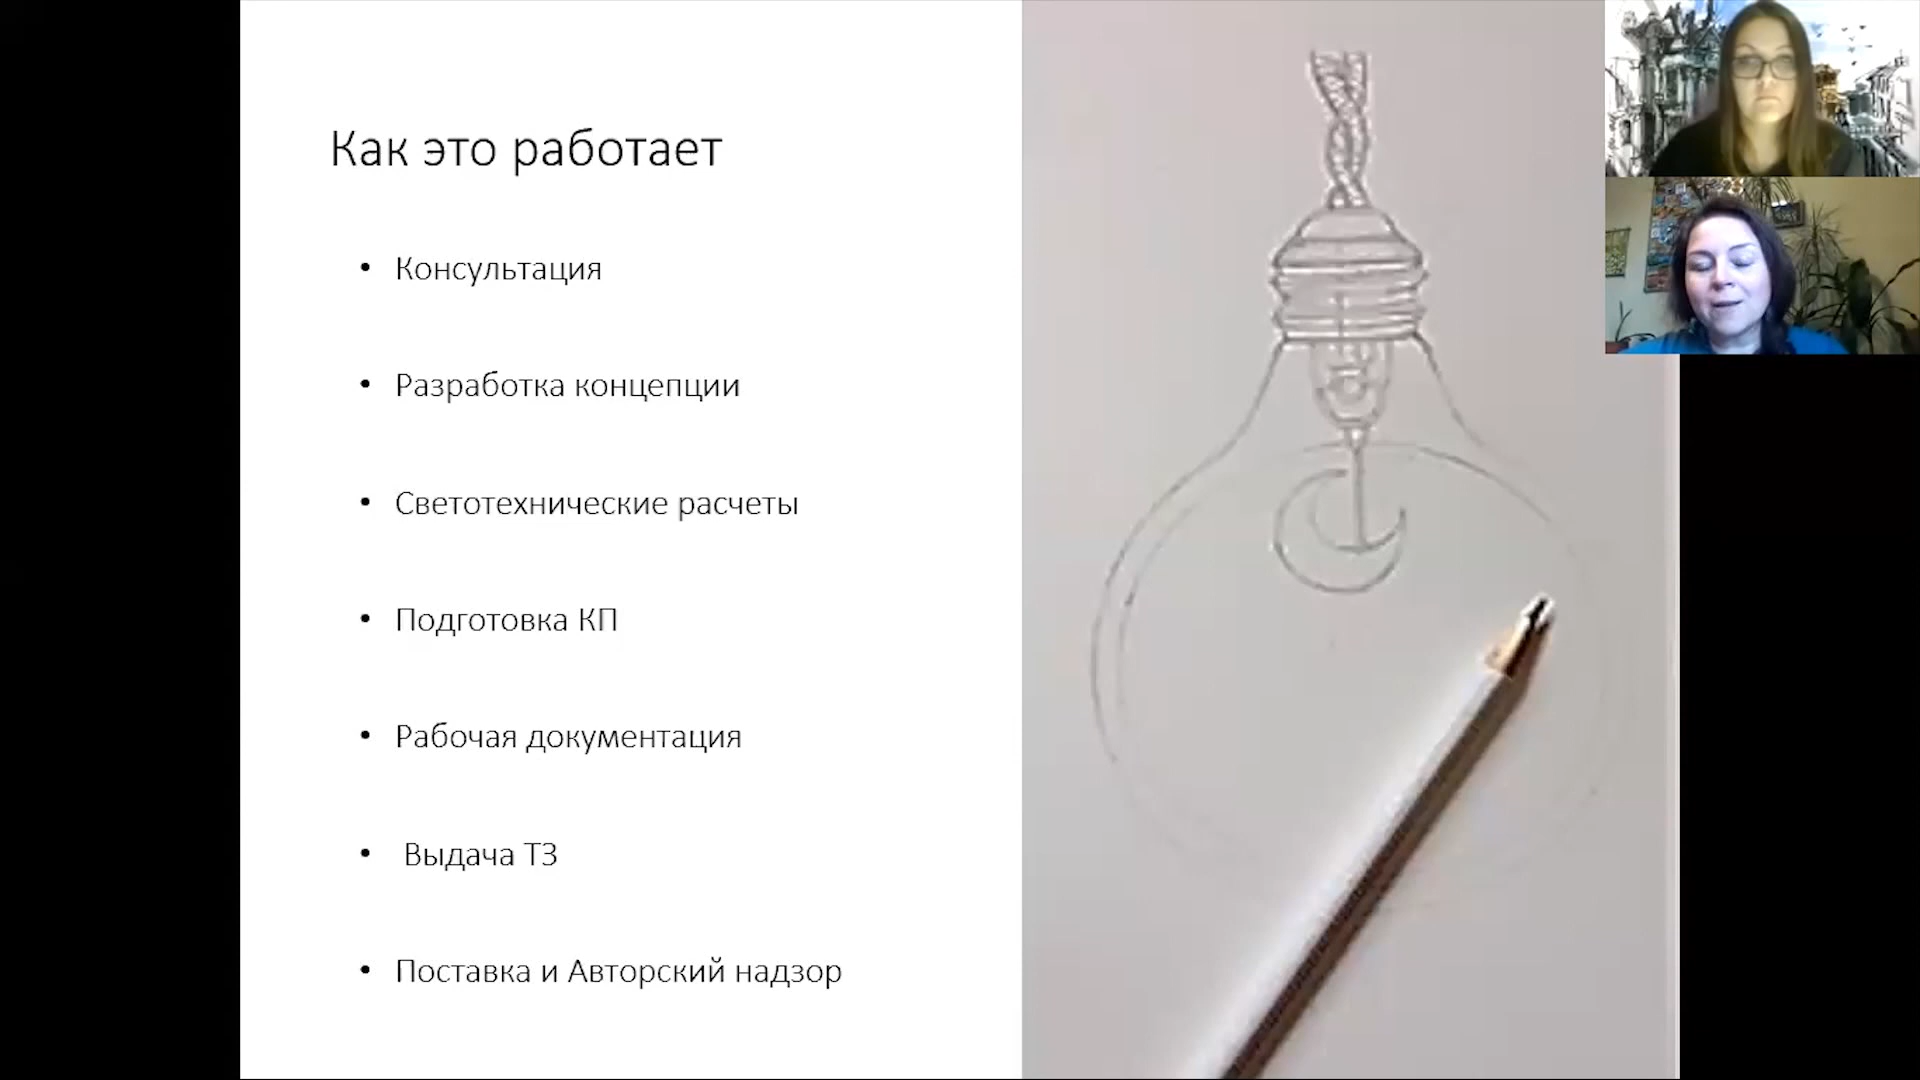 Как это работает
• Консультация
• Разработка концепции
• Светотехнические расчеты
• Подготовка КП
• Рабочая документация
• Выдача ТЗ
• Поставка и Авторский надзор